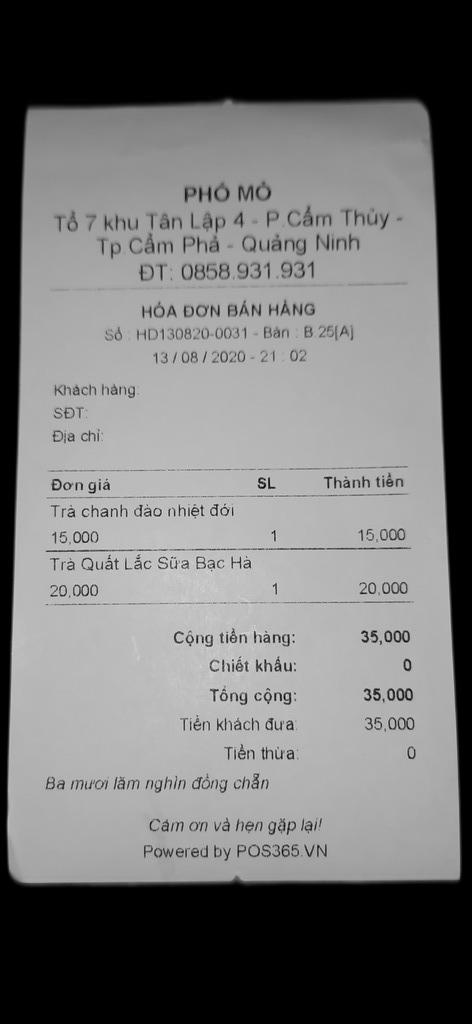 PHỐ MỎ
Tổ 7 khu Tân Lập 4 - P.Cẩm Thủy -
Tp Cẩm Phả - Quảng Ninh
ĐT: 0858.931.931
HÓA ĐƠN BÁN HÀNG
Số : HD130820-0031 - Bàn : B.25[A]
13 / 08 / 2020 - 21 : 02
Khách hàng:
SĐT:
Địa chỉ:
Đơn giá SL Thành tiền
Trà chanh đào nhiệt đới
15,000 1 15,000
Trà Quất Lắc Sữa Bạc Hà
20,000 1 20,000
Cộng tiền hàng: 35,000
Chiết khấu: 0
Tổng cộng: 35,000
Tiền khách đưa: 35,000
Tiền thừa: 0
Ba mươi lăm nghìn đồng chẵn
Cám ơn và hẹn gặp lại!
Powered by POS365.VN